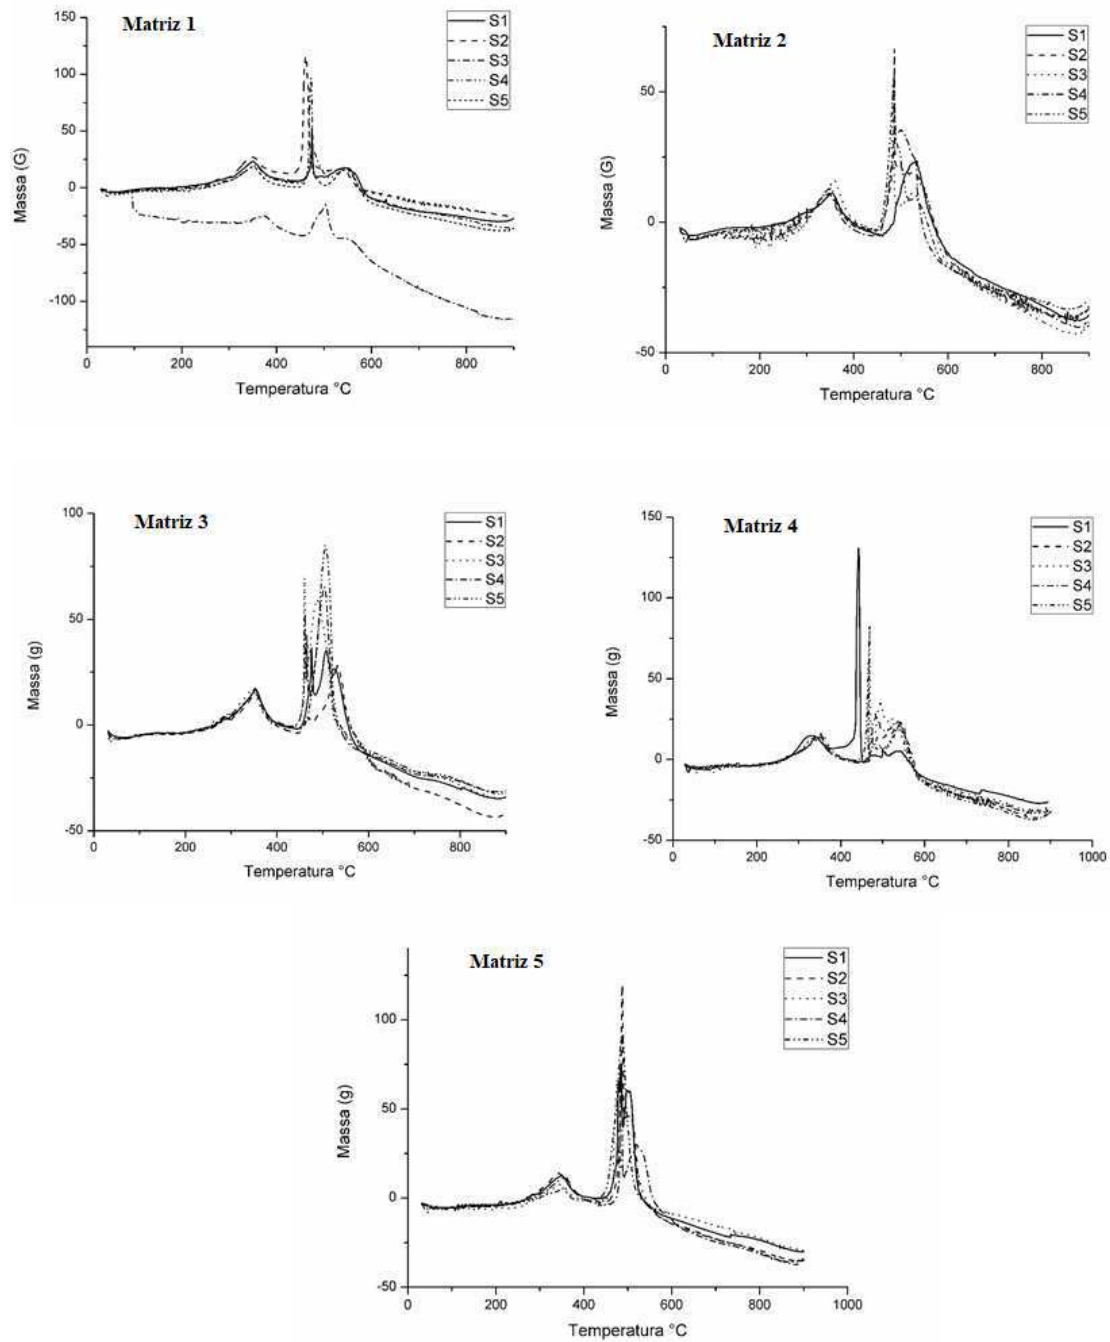 Matriz 1
S1
S2
S3
S4
S5
150
100
50
0
-50
-100
Massa (G)
0 200 400 600 800
Temperatura °C
Matriz 2
S1
S2
S3
S4
S5
50
0
-50
Massa (G)
0 200 400 600 800
Temperatura °C
Matriz 3
S1
S2
S3
S4
S5
100
50
0
-50
Massa (g)
0 200 400 600 800
Temperatura °C
Matriz 4
S1
S2
S3
S4
S5
150
100
50
0
-50
Massa (g)
0 200 400 600 800 1000
Temperatura °C
Matriz 5
S1
S2
S3
S4
S5
100
50
0
-50
Massa (g)
0 200 400 600 800 1000
Temperatura °C